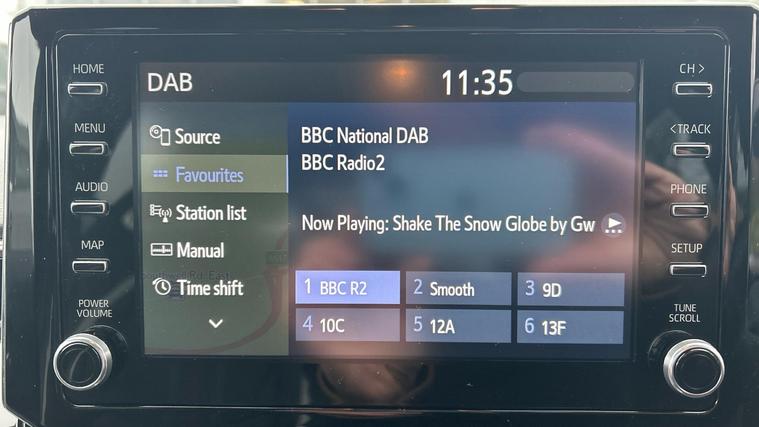 HOME
MENU
AUDIO
MAP
POWER
VOLUME
DAB
11:35
Source
Favourites
Station list
Manual
Time shift
BBC National DAB
BBC Radio2
Now Playing: Shake The Snow Globe by Gw
1 BBC R2
2 Smooth
3 9D
4 10C
5 12A
6 13F
CH >
< TRACK
PHONE
SETUP
TUNE
SCROLL